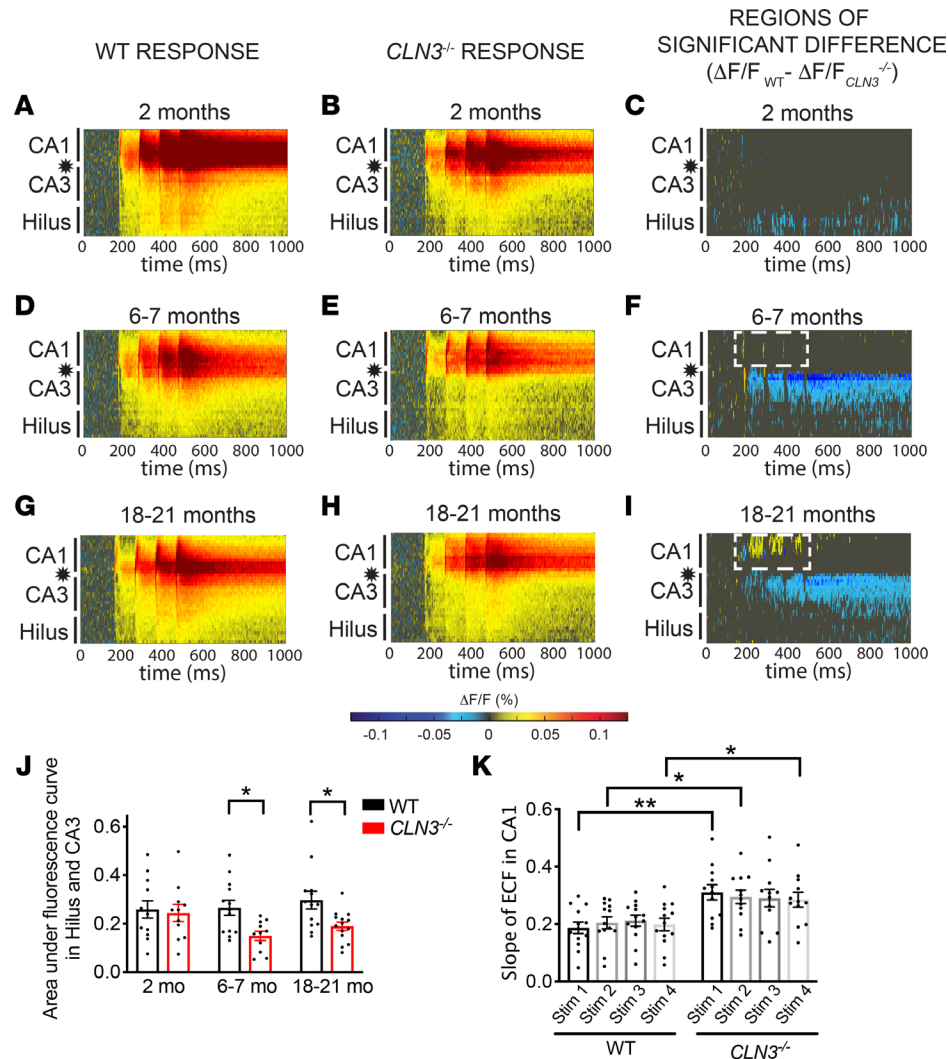 WT RESPONSE
CLN3-/- RESPONSE
REGIONS OF
SIGNIFICANT DIFFERENCE
(ΔF/F WT- ΔF/F CLN3-/-)
A
2 months
CA1
CA3
Hilus
0 200 400 600 800 1000
time (ms)
B
2 months
CA1
CA3
Hilus
0 200 400 600 800 1000
time (ms)
C
2 months
CA1
CA3
Hilus
0 200 400 600 800 1000
time (ms)
D
6-7 months
CA1
CA3
Hilus
0 200 400 600 800 1000
time (ms)
E
6-7 months
CA1
CA3
Hilus
0 200 400 600 800 1000
time (ms)
F
6-7 months
CA1
CA3
Hilus
0 200 400 600 800 1000
time (ms)
G
18-21 months
CA1
CA3
Hilus
0 200 400 600 800 1000
time (ms)
H
18-21 months
CA1
CA3
Hilus
0 200 400 600 800 1000
time (ms)
I
18-21 months
CA1
CA3
Hilus
0 200 400 600 800 1000
time (ms)
ΔF/F (%)
-0.1 -0.05 0 0.05 0.1
J
Area under fluorescence curve
in Hilus and CA3
0.6
0.4
0.2
0.0
* *
WT
CLN3-/-
2 mo 6-7 mo 18-21 mo
K
Slope of ECF in CA1
0.6
0.4
0.2
0.0
*
*
**
Stim 1 Stim 2 Stim 3 Stim 4 Stim 1 Stim 2 Stim 3 Stim 4
WT CLN3-/-